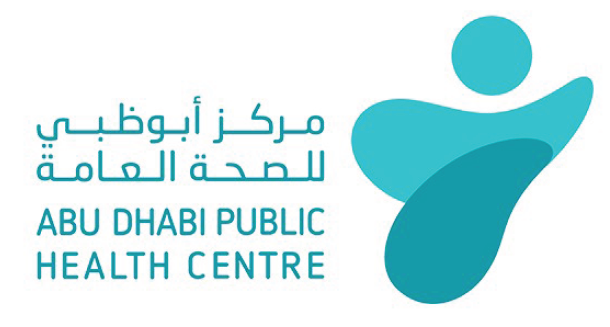 مركز أبوظبي
للصحة العامة
ABU DHABI PUBLIC
HEALTH CENTRE